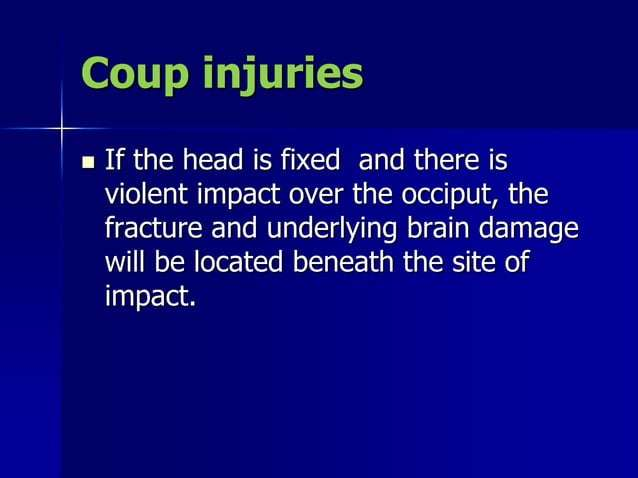 Coup injuries
If the head is fixed  and there is
violent impact over the occiput, the
fracture and underlying brain damage
will be located beneath the site of
impact.